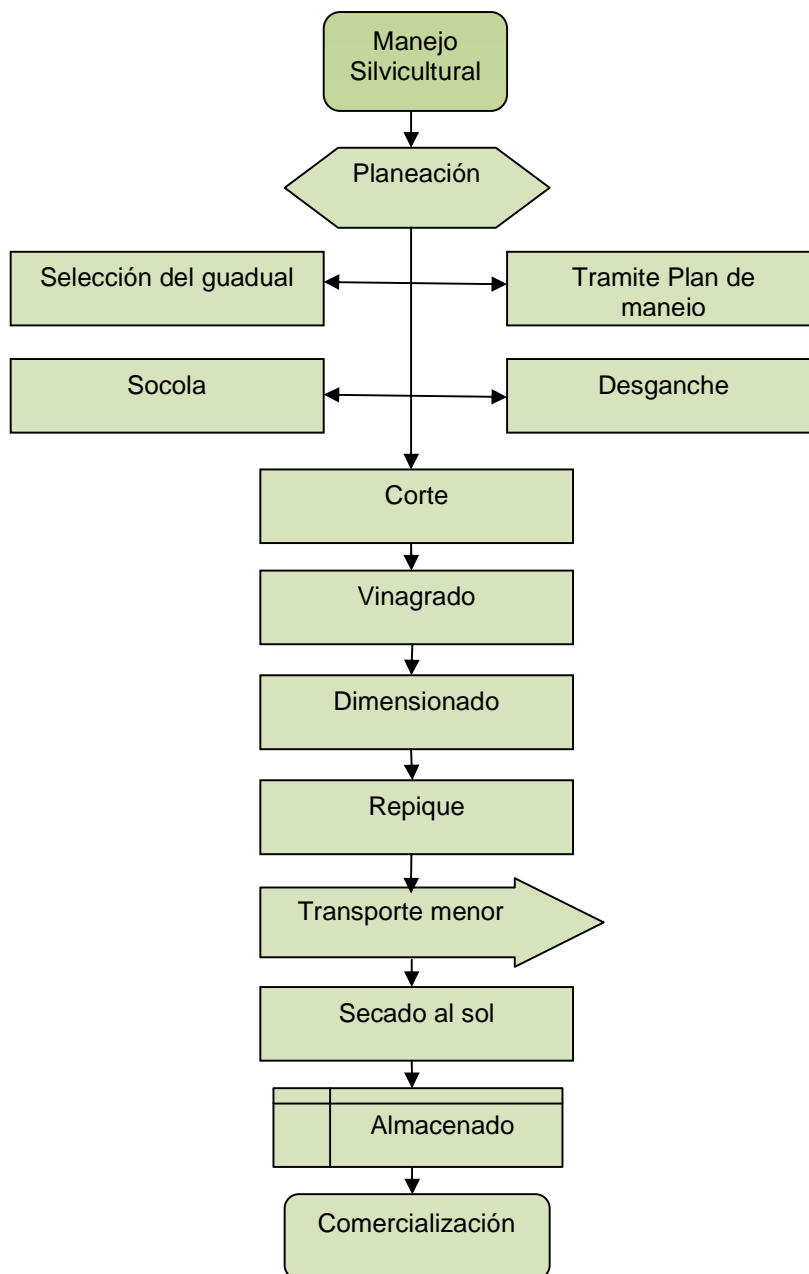 Manejo
Silvicultural
Planeación
Selección del guadual
Tramite Plan de
maneio
Socola
Desganche
Corte
Vinagrado
Dimensionado
Repique
Transporte menor
Secado al sol
Almacenado
Comercialización